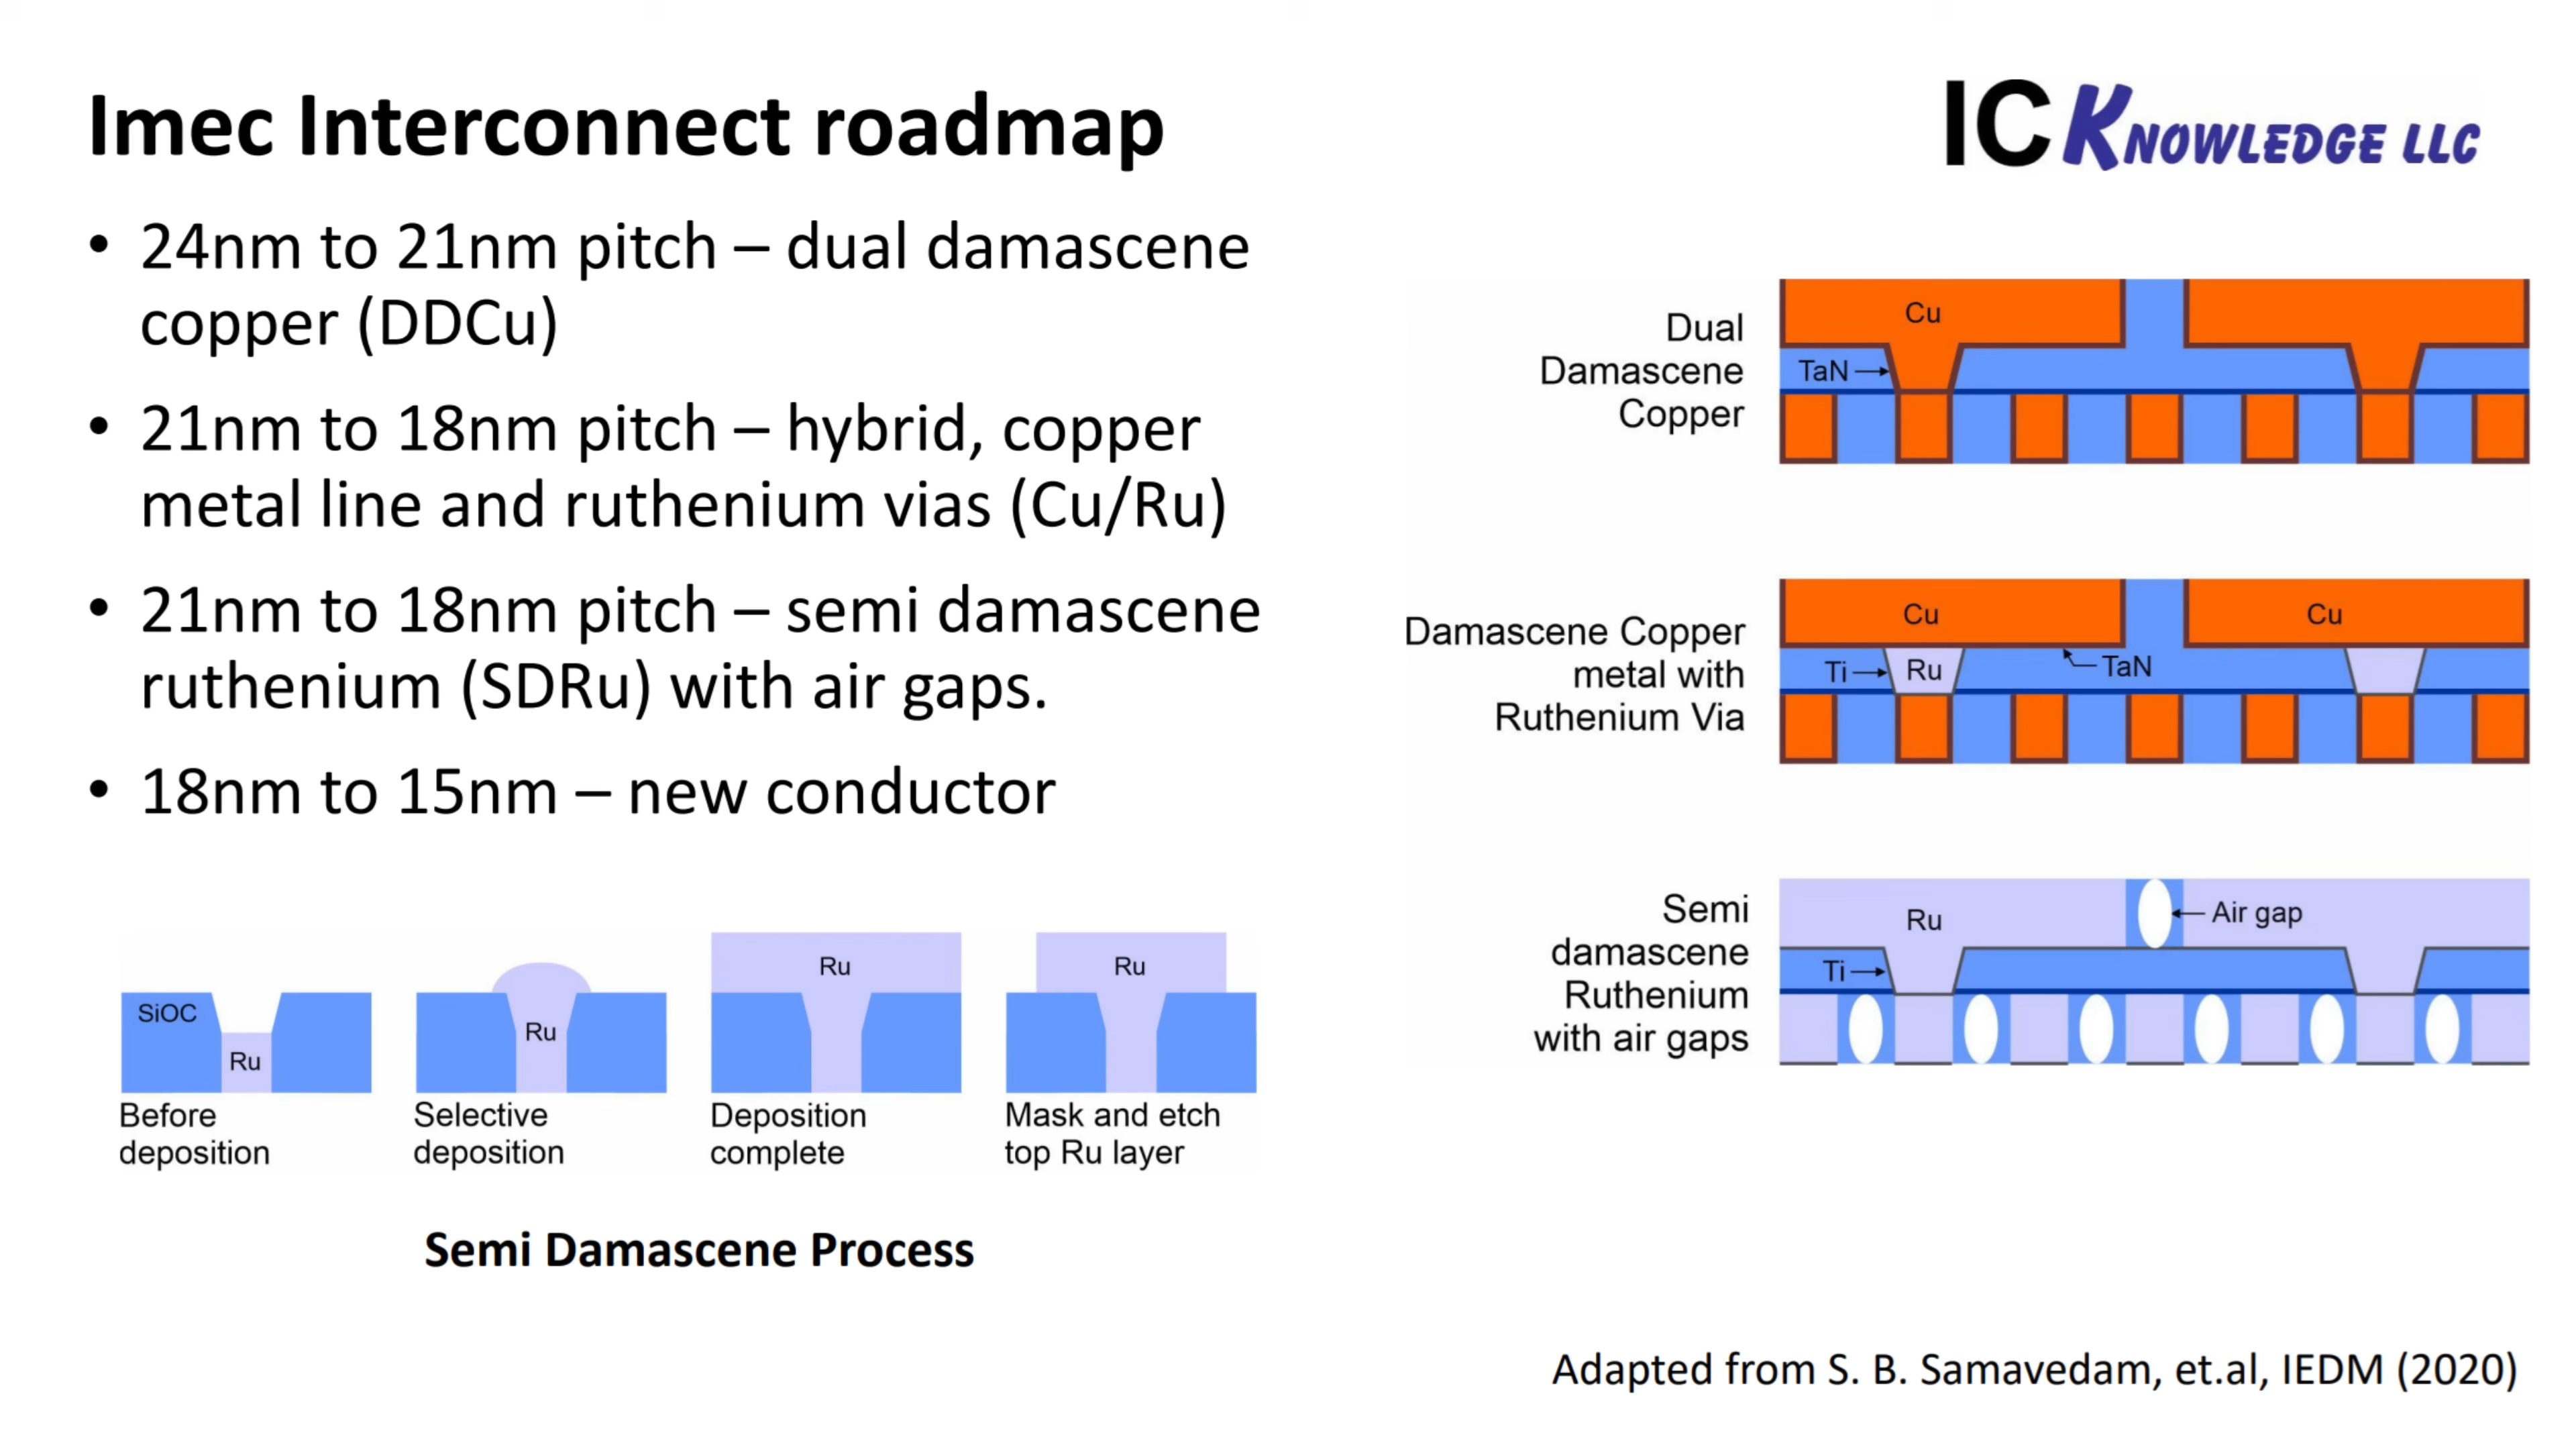 Imec Interconnect roadmap
IC KNOWLEDGE LLC
• 24nm to 21nm pitch – dual damascene
copper (DDCu)
• 21nm to 18nm pitch – hybrid, copper
metal line and ruthenium vias (Cu/Ru)
• 21nm to 18nm pitch – semi damascene
ruthenium (SDRu) with air gaps.
• 18nm to 15nm – new conductor
SiOC
Ru
Before
deposition
Ru
Selective
deposition
Ru
Deposition
complete
Ru
Mask and etch
top Ru layer
Semi Damascene Process
Dual
Damascene
Copper
Cu
TaN
Damascene Copper
metal with
Ruthenium Via
Cu
Cu
Ti
Ru
TaN
Semi
damascene
Ruthenium
with air gaps
Ru
Air gap
Ti
Adapted from S. B. Samavedam, et.al, IEDM (2020)